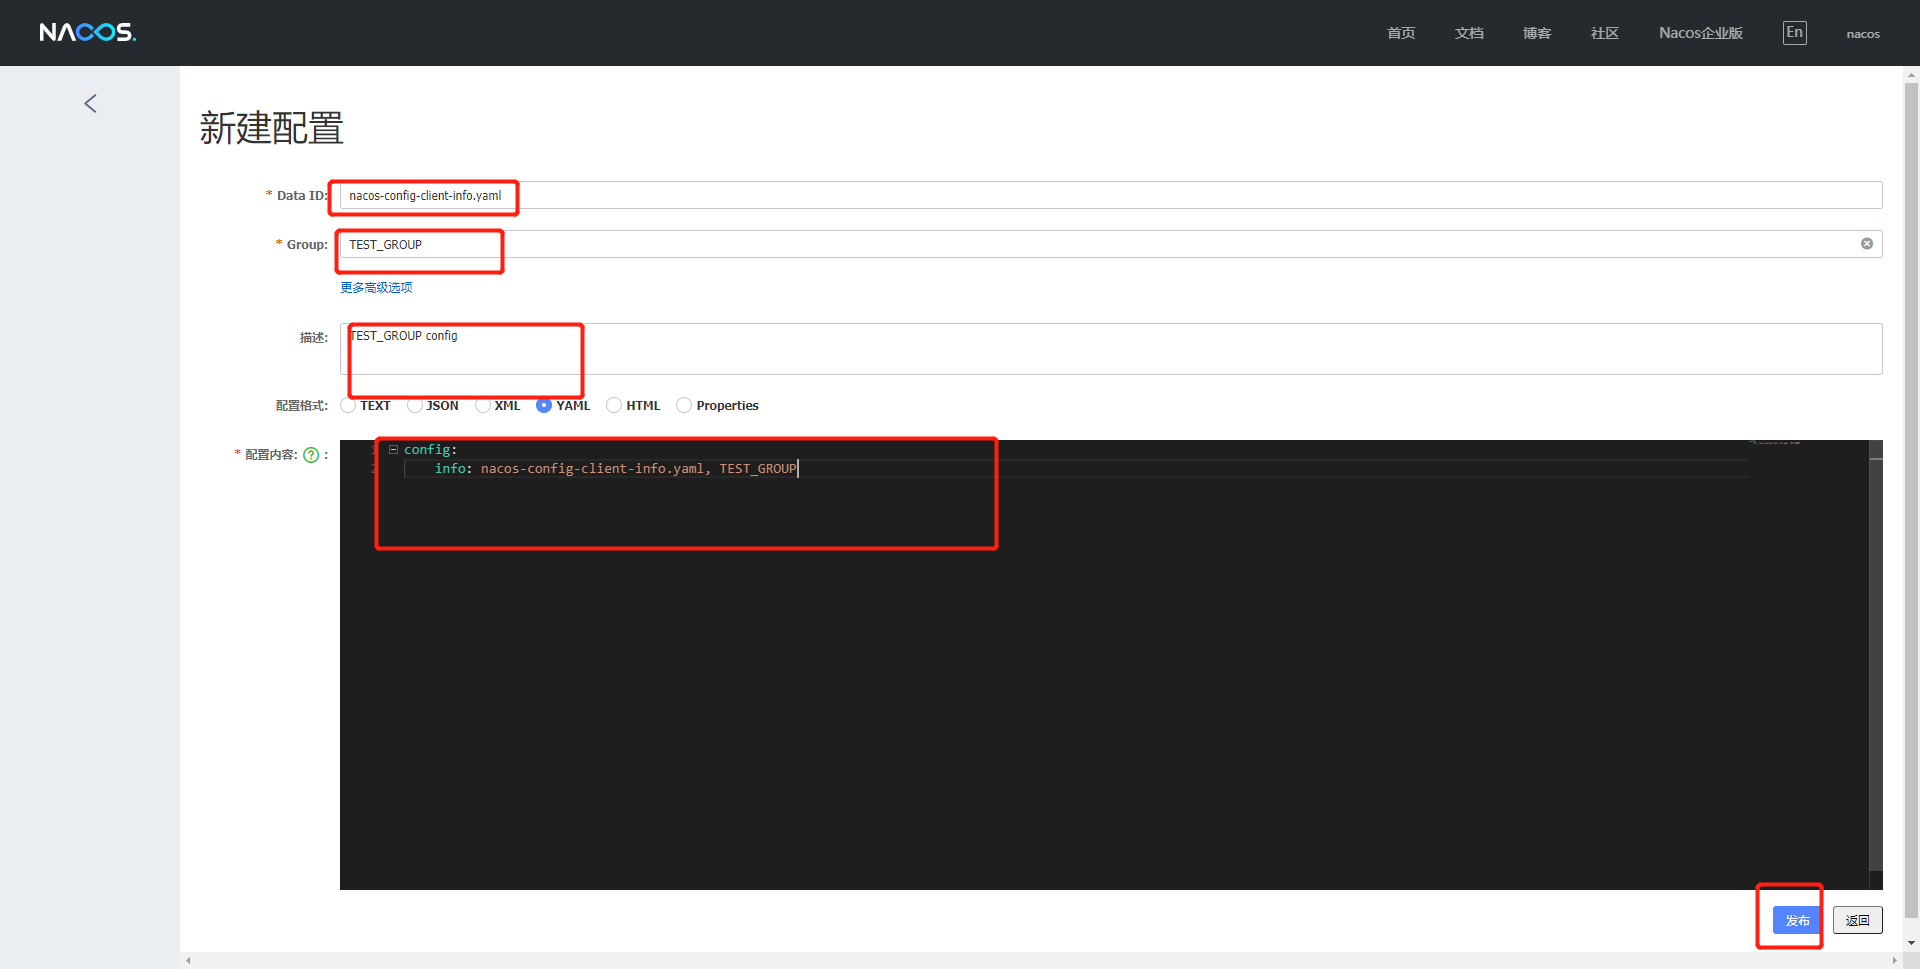 NACOS.
首页 文档 博客 社区 Nacos企业版 En nacos
新建配置
* Data ID: nacos-config-client-info.yaml
* Group: TEST_GROUP
更多高级选项
描述: TEST_GROUP config
配置格式: TEXT JSON XML YAML HTML Properties
* 配置内容: ? :
1 config:
2 info: nacos-config-client-info.yaml, TEST_GROUP
发布 返回